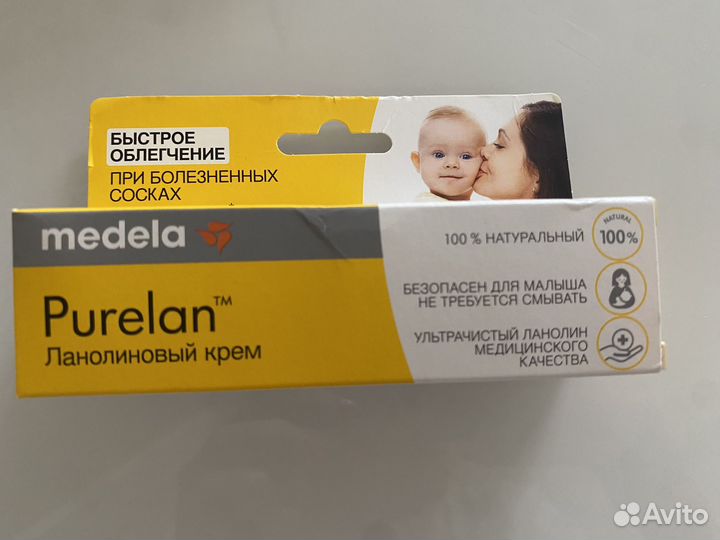 БЫСТРОЕ
ОБЛЕГЧЕНИЕ
ПРИ БОЛЕЗНЕННЫХ
СОСКАХ
medela
Purelan™
Ланолиновый крем
100 % НАТУРАЛЬНЫЙ
NATURAL
100%
БЕЗОПАСЕН ДЛЯ МАЛЫША
НЕ ТРЕБУЕТСЯ СМЫВАТЬ
УЛЬТРАЧИСТЫЙ ЛАНОЛИН
МЕДИЦИНСКОГО
КАЧЕСТВА
Avito